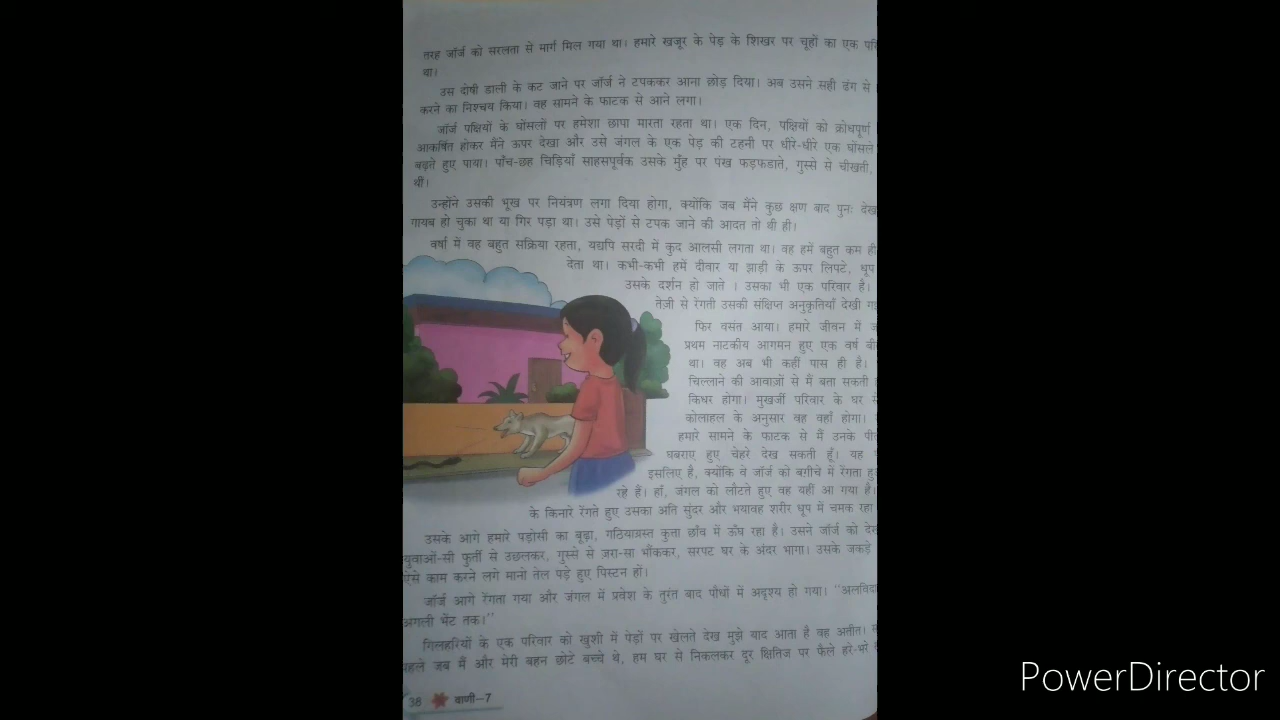 तरह जॉर्ज को सरलता से मार्ग मिल गया था। हमारे खजूर के पेड़ के शिखर पर चूहों का एक परि
था।
उस दोषी डाली के कट जाने पर जॉर्ज ने टपककर आना छोड़ दिया। अब उसने सही ढंग से
करने का निश्चय किया। वह सामने के फाटक से आने लगा।
जॉर्ज पक्षियों के घोंसलों पर हमेशा छापा मारता रहता था। एक दिन, पक्षियों को क्रोधपूर्ण
आकर्षित होकर मैंने ऊपर देखा और उसे जंगल के एक पेड़ की टहनी पर धीरे-धीरे एक घोंसले
बढ़ते हुए पाया। पाँच-छह चिड़ियाँ साहसपूर्वक उसके मुँह पर पंख फड़फडाते, गुस्से से चीखती,
थीं।
उन्होंने उसकी भूख पर नियंत्रण लगा दिया होगा, क्योंकि जब मैंने कुछ क्षण बाद पुनः देख
गायब हो चुका था या गिर पड़ा था। उसे पेड़ों से टपक जाने की आदत तो थी ही।
वर्षा में वह बहुत सक्रिया रहता, यद्यपि सरदी में कुद आलसी लगता था। वह हमें बहुत कम ही
देता था। कभी-कभी हमें दीवार या झाड़ी के ऊपर लिपटे, धूप
उसके दर्शन हो जाते । उसका भी एक परिवार है।
तेज़ी से रेंगती उसकी संक्षिप्त अनुकृतियाँ देखी गई
फिर वसंत आया। हमारे जीवन में ज
प्रथम नाटकीय आगमन हुए एक वर्ष बी
था। वह अब भी कहीं पास ही है।
चिल्लाने की आवाज़ों से मैं बता सकती
किधर होगा। मुखर्जी परिवार के घर से
कोलाहल के अनुसार वह वहाँ होगा।
हमारे सामने के फाटक से मैं उनके पी
घबराए हुए चेहरे देख सकती हूँ। यह
इसलिए है, क्योंकि वे जॉर्ज को बग़ीचे में रेंगता हु
रहे हैं। हाँ, जंगल को लौटते हुए वह यहीं आ गया है।
के किनारे रेंगते हुए उसका अति सुंदर और भयावह शरीर धूप में चमक रहा
उसके आगे हमारे पड़ोसी का बूढ़ा, गठियाग्रस्त कुत्ता छाँव में ऊँघ रहा है। उसने जॉर्ज को देख
युवाओं-सी फुर्ती से उछलकर, गुस्से से ज़रा-सा भौंककर, सरपट घर के अंदर भागा। उसके जकड़े
ऐसे काम करने लगे मानो तेल पड़े हुए पिस्टन हों।
जॉर्ज आगे रेंगता गया और जंगल में प्रवेश के तुरंत बाद पौधों में अदृश्य हो गया। "अलविदा
अगली भेंट तक।"
गिलहरियों के एक परिवार को खुशी में पेड़ों पर खेलते देख मुझे याद आता है वह अतीत।
पहले जब मैं और मेरी बहन छोटे बच्चे थे, हम घर से निकलकर दूर क्षितिज पर फैले हरे-भरे
38 वाणी-7
PowerDirector